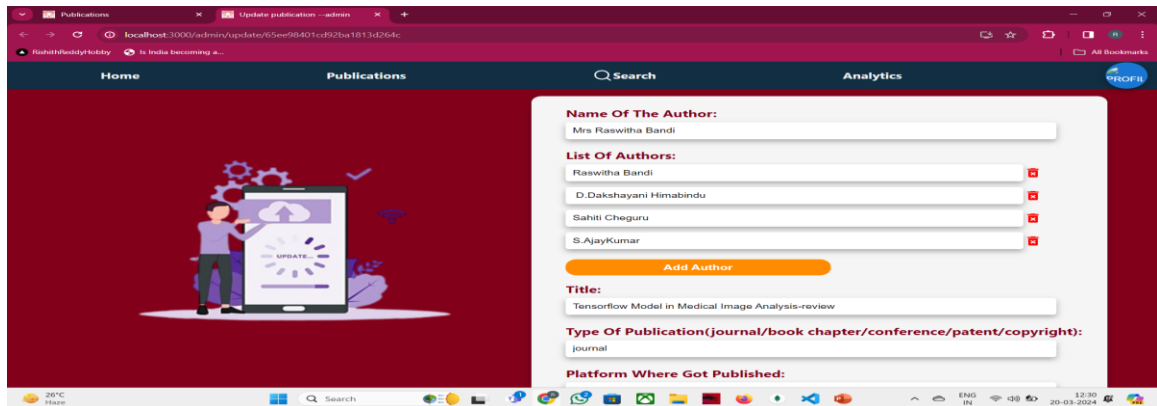 Publications
Update publication --admin
localhost:3000/admin/update/65ee98401cd92ba1813d264c
RishithReddyHobby
Is India becoming a...
All Bookmarks
Home
Publications
Search
Analytics
PROFIL
Name Of The Author:
Mrs Raswitha Bandi
List Of Authors:
Raswitha Bandi
D.Dakshayani Himabindu
Sahiti Cheguru
S.AjayKumar
Add Author
UPDATE...
Title:
Tensorflow Model in Medical Image Analysis-review
Type Of Publication(journal/book chapter/conference/patent/copyright):
journal
Platform Where Got Published:
26°C
Haze
Search
ENG
IN
12:30
20-03-2024